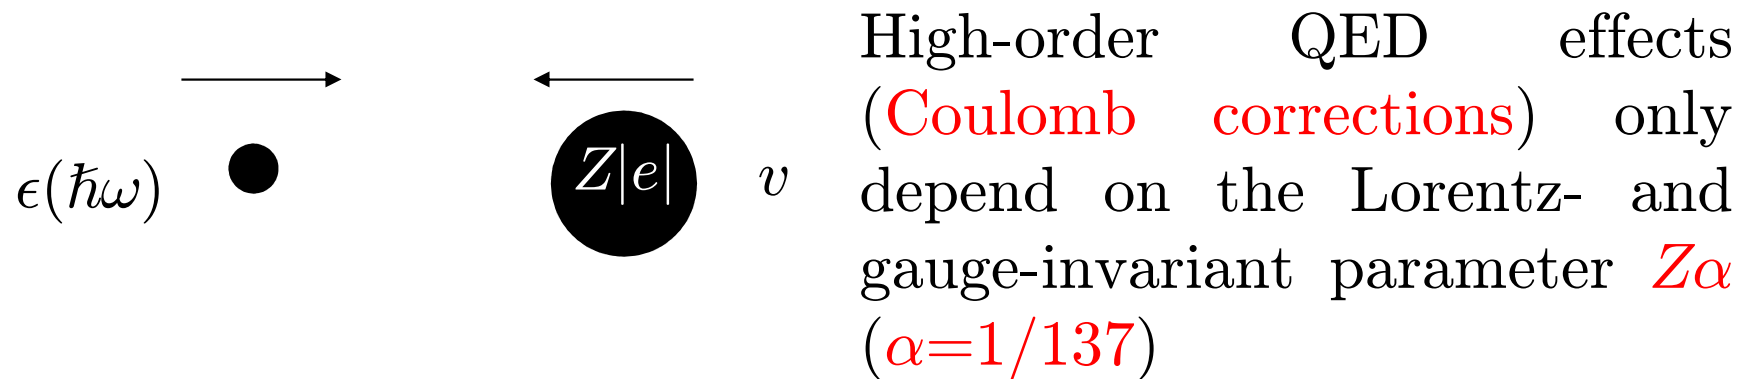 ϵ(ħω)
Z|e|
v
High-order QED effects
(Coulomb corrections) only
depend on the Lorentz- and
gauge-invariant parameter Zα
(α=1/137)